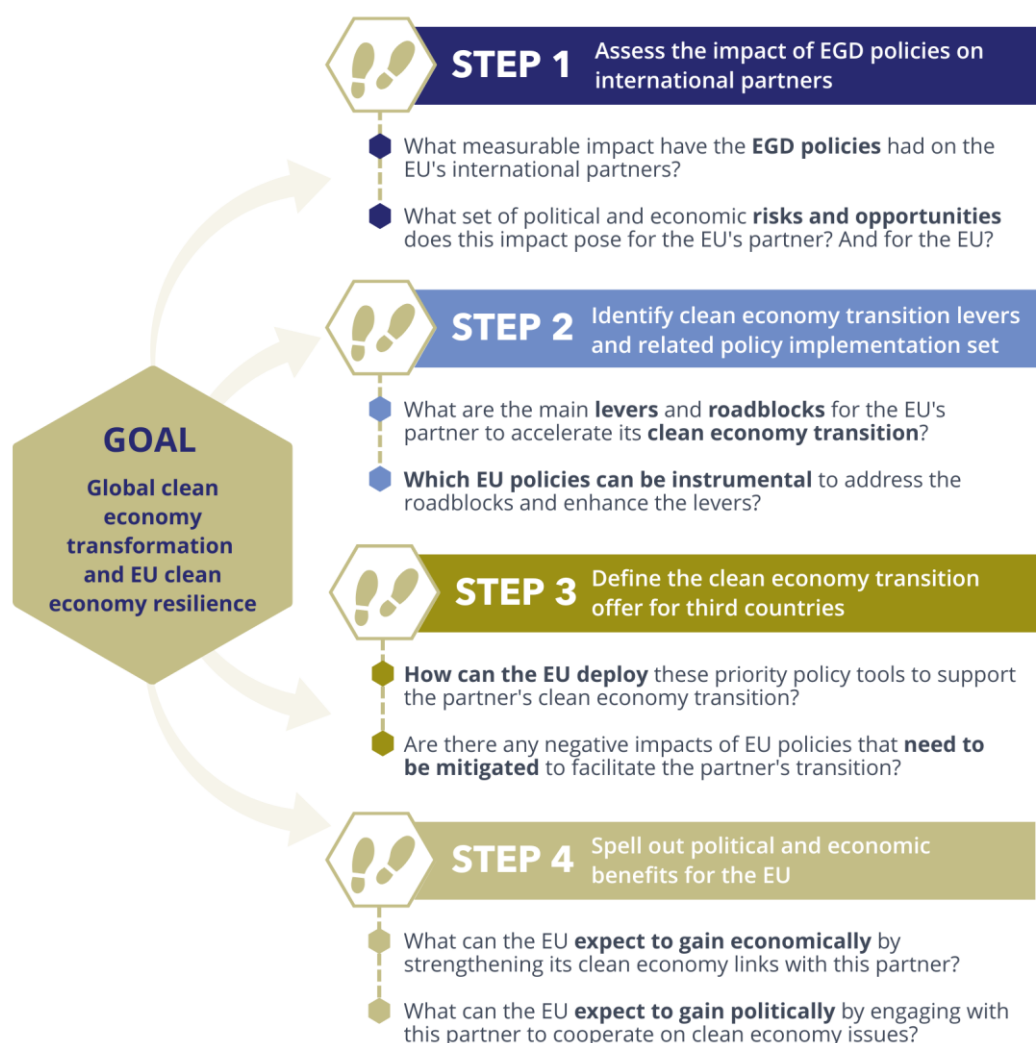 STEP 1
Assess the impact of EGD policies on
international partners
What measurable impact have the EGD policies had on the
EU's international partners?
What set of political and economic risks and opportunities
does this impact pose for the EU's partner? And for the EU?
STEP 2
Identify clean economy transition levers
and related policy implementation set
What are the main levers and roadblocks for the EU's
partner to accelerate its clean economy transition?
Which EU policies can be instrumental to address the
roadblocks and enhance the levers?
GOAL
Global clean
economy
transformation
and EU clean
economy resilience
STEP 3
Define the clean economy transition
offer for third countries
How can the EU deploy these priority policy tools to support
the partner's clean economy transition?
Are there any negative impacts of EU policies that need to
be mitigated to facilitate the partner's transition?
STEP 4
Spell out political and economic
benefits for the EU
What can the EU expect to gain economically by
strengthening its clean economy links with this partner?
What can the EU expect to gain politically by engaging with
this partner to cooperate on clean economy issues?